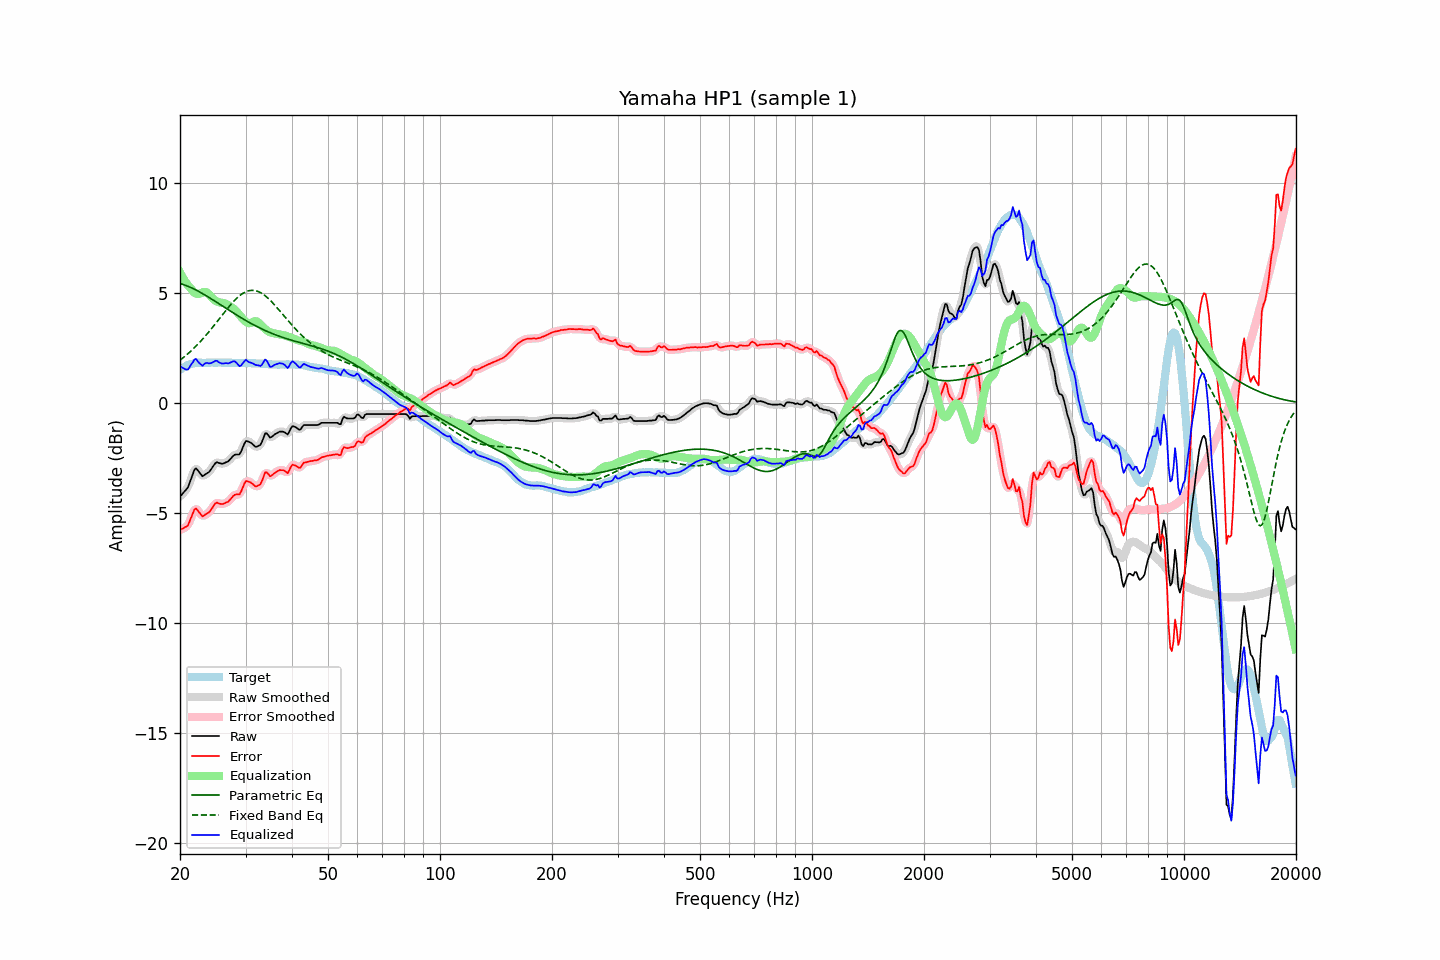 Yamaha HP1 (sample 1)
10
5
0
−5
−10
−15
−20
Amplitude (dBr)
Target
Raw Smoothed
Error Smoothed
Raw
Error
Equalization
Parametric Eq
Fixed Band Eq
Equalized
20 50 100 200 500 1000 2000 5000 10000 20000
Frequency (Hz)